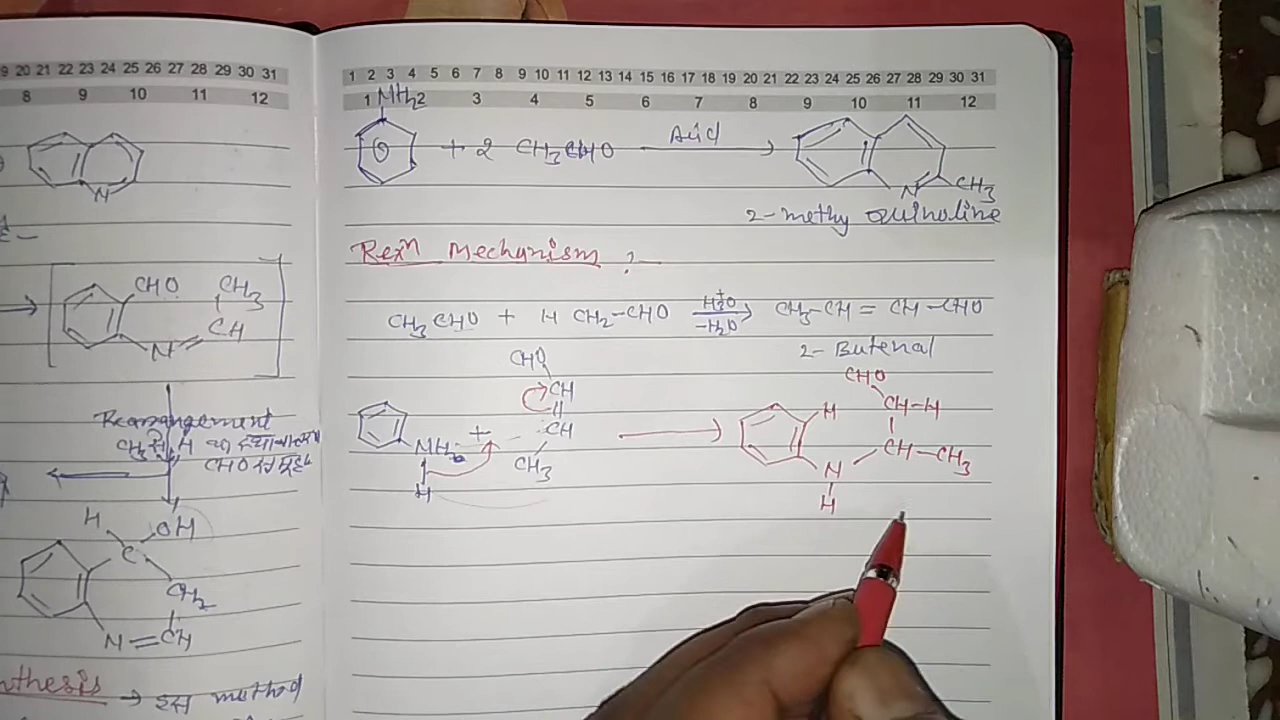 9 20 21 22 23 24 25 26 27 28 29 30 31
8 9 10 11 12
N
CHO CH3
CH
N
Rearrangement
CH3 से H का
CHO
H OH
C
CH2
N = CH
nthesis → इस method
1 2 3 4 5 6 7 8 9 10 11 12 13 14 15 16 17 18 19 20 21 22 23 24 25 26 27 28 29 30 31
1 2 3 4 5 6 7 8 9 10 11 12
NH2
+ 2 CH3CHO Acid →
N CH3
2-methy Quinoline
Rexn Mechanism :-
CH3CHO + H CH2-CHO H3O+ -H2O → CH3-CH = CH-CHO
2-Butenal
CHO
CH
CH
CH3
NH +
H
→
CHO
H CH-H
CH-CH3
N
H